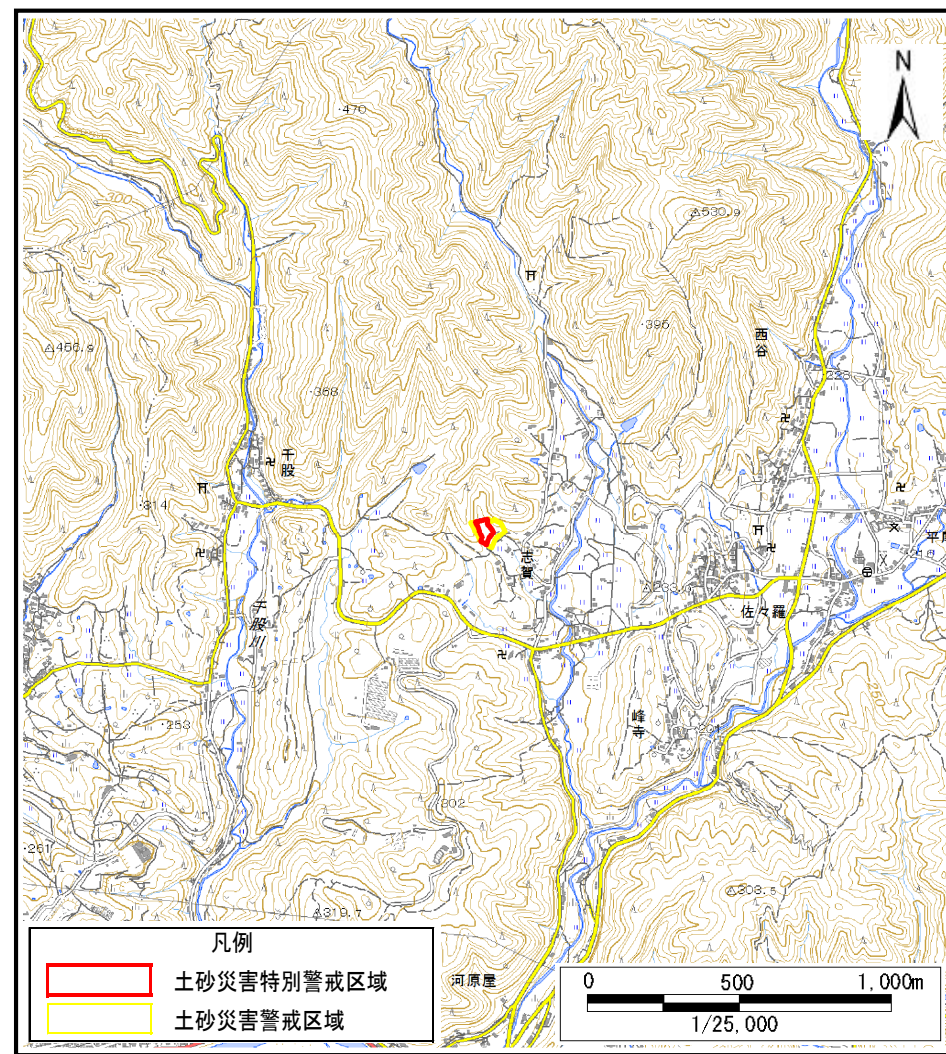 N
・470
△530.9
・395
西谷
△456.9
・368
千股
・314
志賀
佐々羅
千股川
峰寺
250
・253
・302
・261
△308.5
△319.7
凡例
土砂災害特別警戒区域
土砂災害警戒区域
河原屋
0 500 1,000m
1/25,000